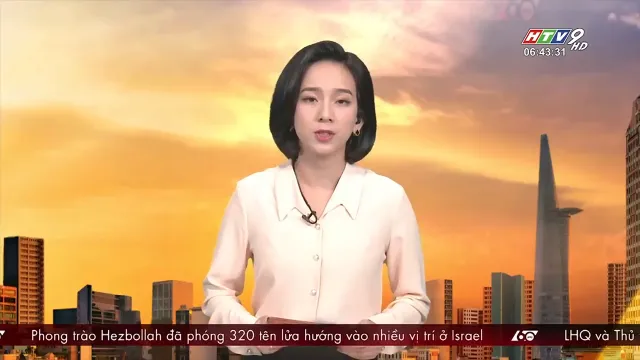 HTV9 HD
06:43:31
Phong trào Hezbollah đã phóng 320 tên lửa hướng vào nhiều vị trí ở Israel
LHQ và Thủ